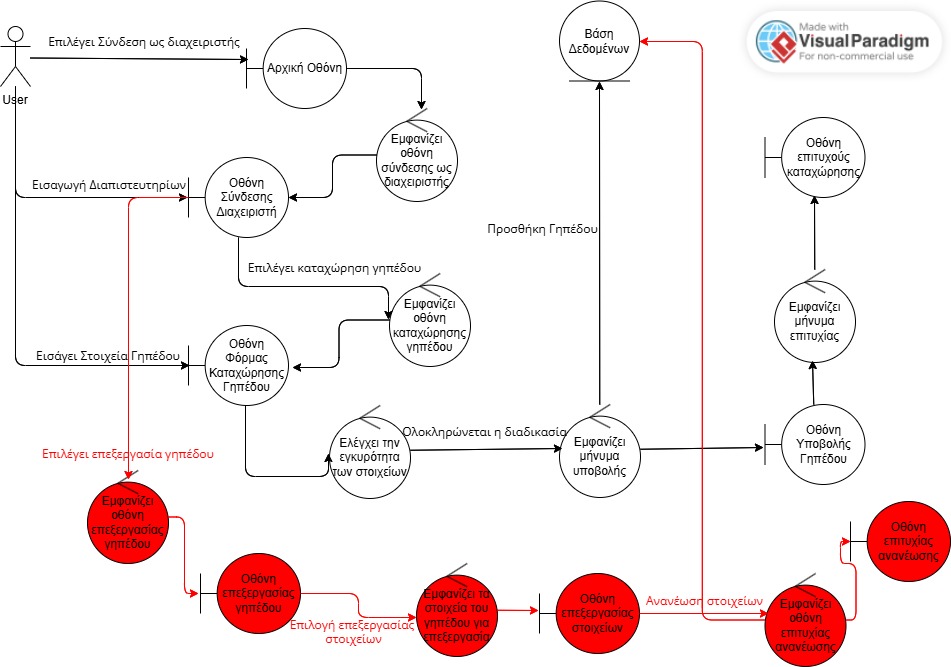 Made with
Visual Paradigm
For non-commercial use
User
Επιλέγει Σύνδεση ως διαχειριστής
Αρχική Οθόνη
Βάση
Δεδομένων
Εμφανίζει
οθόνη
σύνδεσης ως
διαχειριστής
Οθόνη
επιτυχούς
καταχώρησης
Εισαγωγή Διαπιστευτηρίων
Οθόνη
Σύνδεσης
Διαχειριστή
Προσθήκη Γηπέδου
Επιλέγει καταχώρηση γηπέδου
Εμφανίζει
οθόνη
καταχώρησης
γηπέδου
Εμφανίζει
μήνυμα
επιτυχίας
Εισάγει Στοιχεία Γηπέδου
Οθόνη
Φόρμας
Καταχώρησης
Γηπέδου
Ελέγχει την
εγκυρότητα
των στοιχείων
Ολοκληρώνεται η διαδικασία
Εμφανίζει
μήνυμα
υποβολής
Οθόνη
Υποβολής
Γηπέδου
Επιλέγει επεξεργασία γηπέδου
Εμφανίζει
οθόνη
επεξεργασίας
γηπέδου
Οθόνη
επεξεργασίας
γηπέδου
Επιλογή επεξεργασίας
στοιχείων
Εμφανίζει τα
στοιχεία του
γηπέδου για
επεξεργασία
Οθόνη
επεξεργασίας
στοιχείων
Ανανέωση στοιχείων
Εμφανίζει
οθόνη
επιτυχίας
ανανέωσης
Οθόνη
επιτυχίας
ανανέωσης